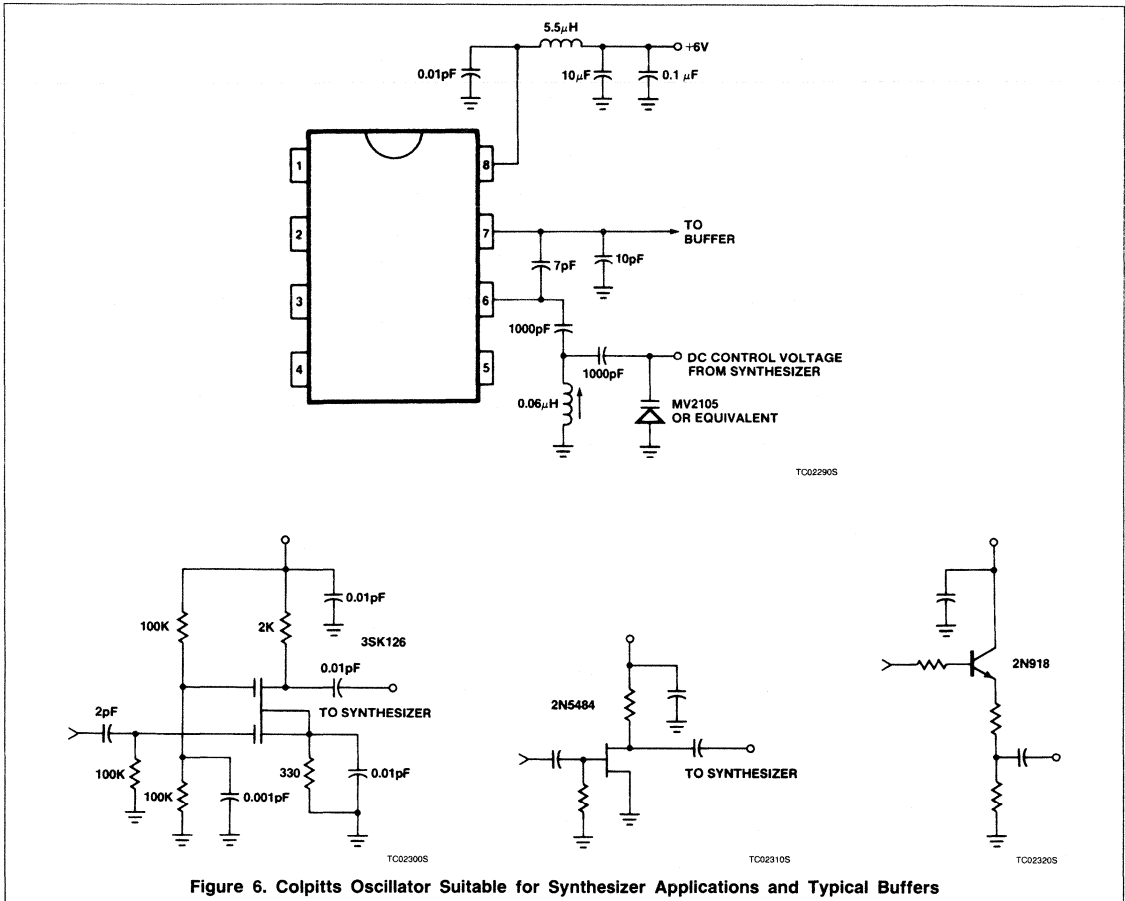 5.5μH
+6V
0.01pF
10μF
0.1 μF
1
8
2
7
TO
BUFFER
7pF
10pF
3
6
1000pF
4
5
1000pF
DC CONTROL VOLTAGE
FROM SYNTHESIZER
0.06μH
MV2105
OR EQUIVALENT
TC02290S
0.01pF
100K
2K
3SK126
0.01pF
TO SYNTHESIZER
2pF
100K
100K
0.001pF
330
0.01pF
TC02300S
2N5484
TO SYNTHESIZER
TC02310S
2N918
TC02320S
Figure 6. Colpitts Oscillator Suitable for Synthesizer Applications and Typical Buffers